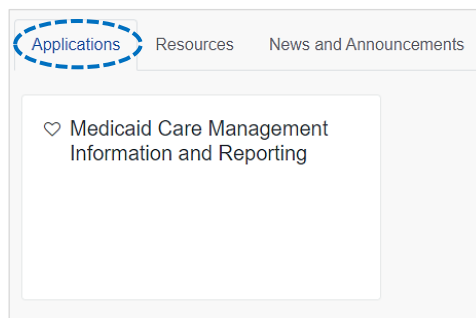 Applications Resources News and Announcements
Medicaid Care Management
Information and Reporting